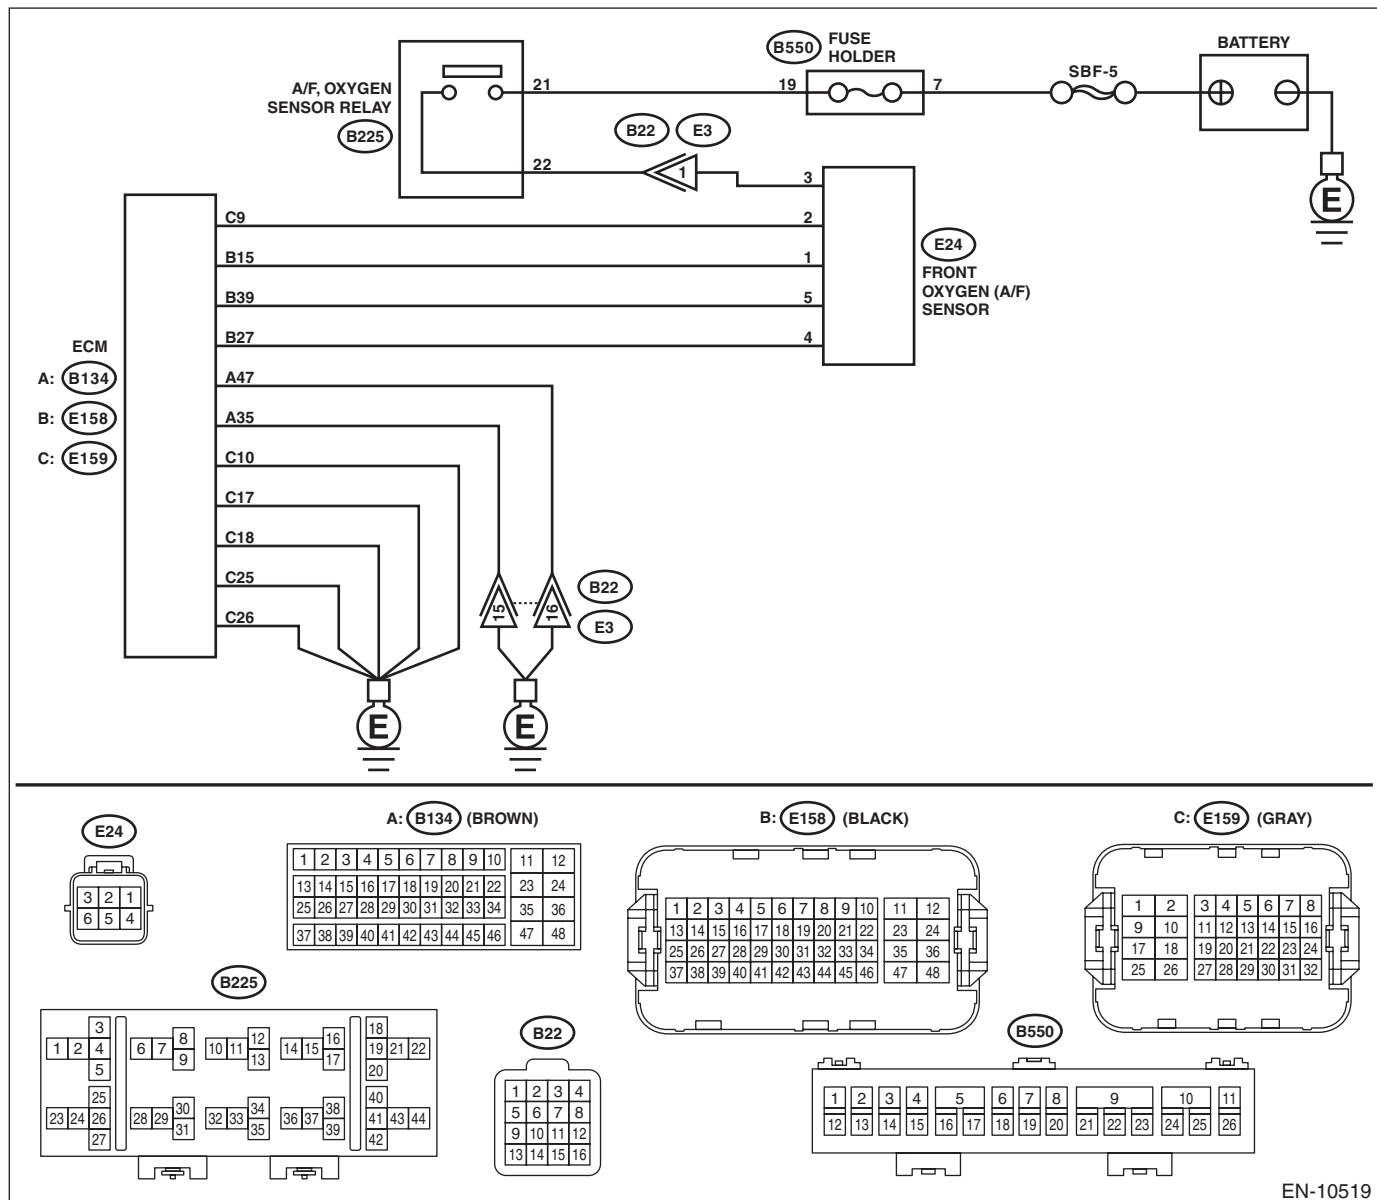 B550 FUSE HOLDER
BATTERY
SBF-5
A/F, OXYGEN
SENSOR RELAY
B225
21
19
7
B22 E3
22
1
3
C9
2
B15
1
B39
5
B27
4
E24
FRONT
OXYGEN (A/F)
SENSOR
E
ECM
A: B134
B: E158
C: E159
A47
A35
C10
C17
C18
C25
C26
15
16
B22
E3
E
E
E24
3 2 1
6 5 4
A: B134 (BROWN)
1 2 3 4 5 6 7 8 9 10 11 12
13 14 15 16 17 18 19 20 21 22 23 24
25 26 27 28 29 30 31 32 33 34 35 36
37 38 39 40 41 42 43 44 45 46 47 48
B: E158 (BLACK)
1 2 3 4 5 6 7 8 9 10 11 12
13 14 15 16 17 18 19 20 21 22 23 24
25 26 27 28 29 30 31 32 33 34 35 36
37 38 39 40 41 42 43 44 45 46 47 48
C: E159 (GRAY)
1 2 3 4 5 6 7 8
9 10 11 12 13 14 15 16
17 18 19 20 21 22 23 24
25 26 27 28 29 30 31 32
B225
3 8 12 16 18
1 2 4 6 7 10 11 14 15 19 21 22
9 13 17
5 20
25 30 34 38 40
23 24 26 28 29 32 33 36 37 41 43 44
31 35 39
27 42
B22
1 2 3 4
5 6 7 8
9 10 11 12
13 14 15 16
B550
1 2 3 4 5 6 7 8 9 10 11
12 13 14 15 16 17 18 19 20 21 22 23 24 25 26
EN-10519